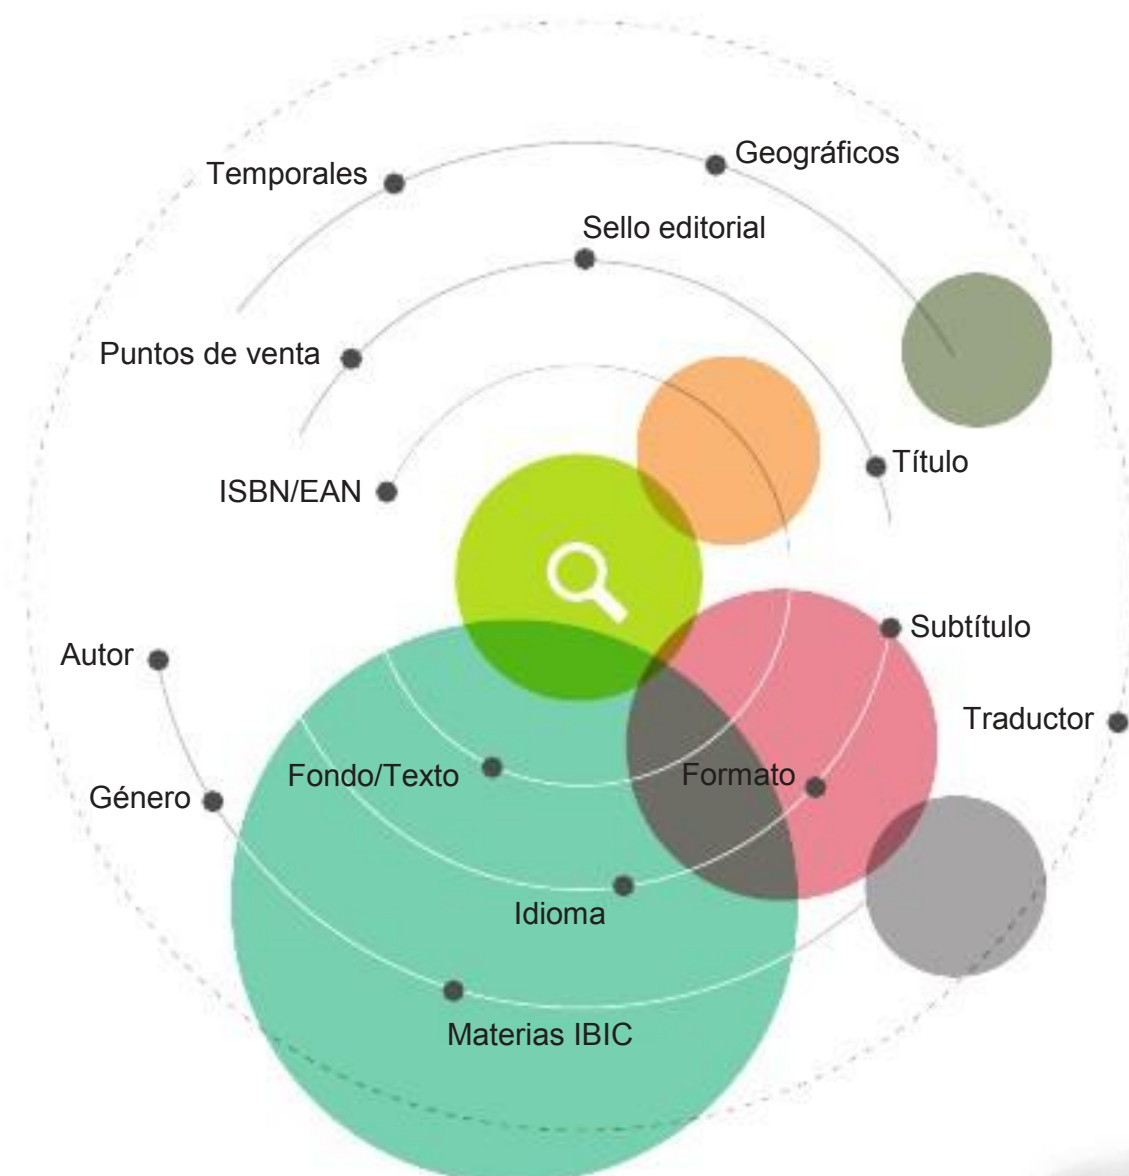 Geográficos
Temporales
Sello editorial
Puntos de venta
Título
ISBN/EAN
Subtítulo
Autor
Traductor
Fondo/Texto
Formato
Género
Idioma
Materias IBIC